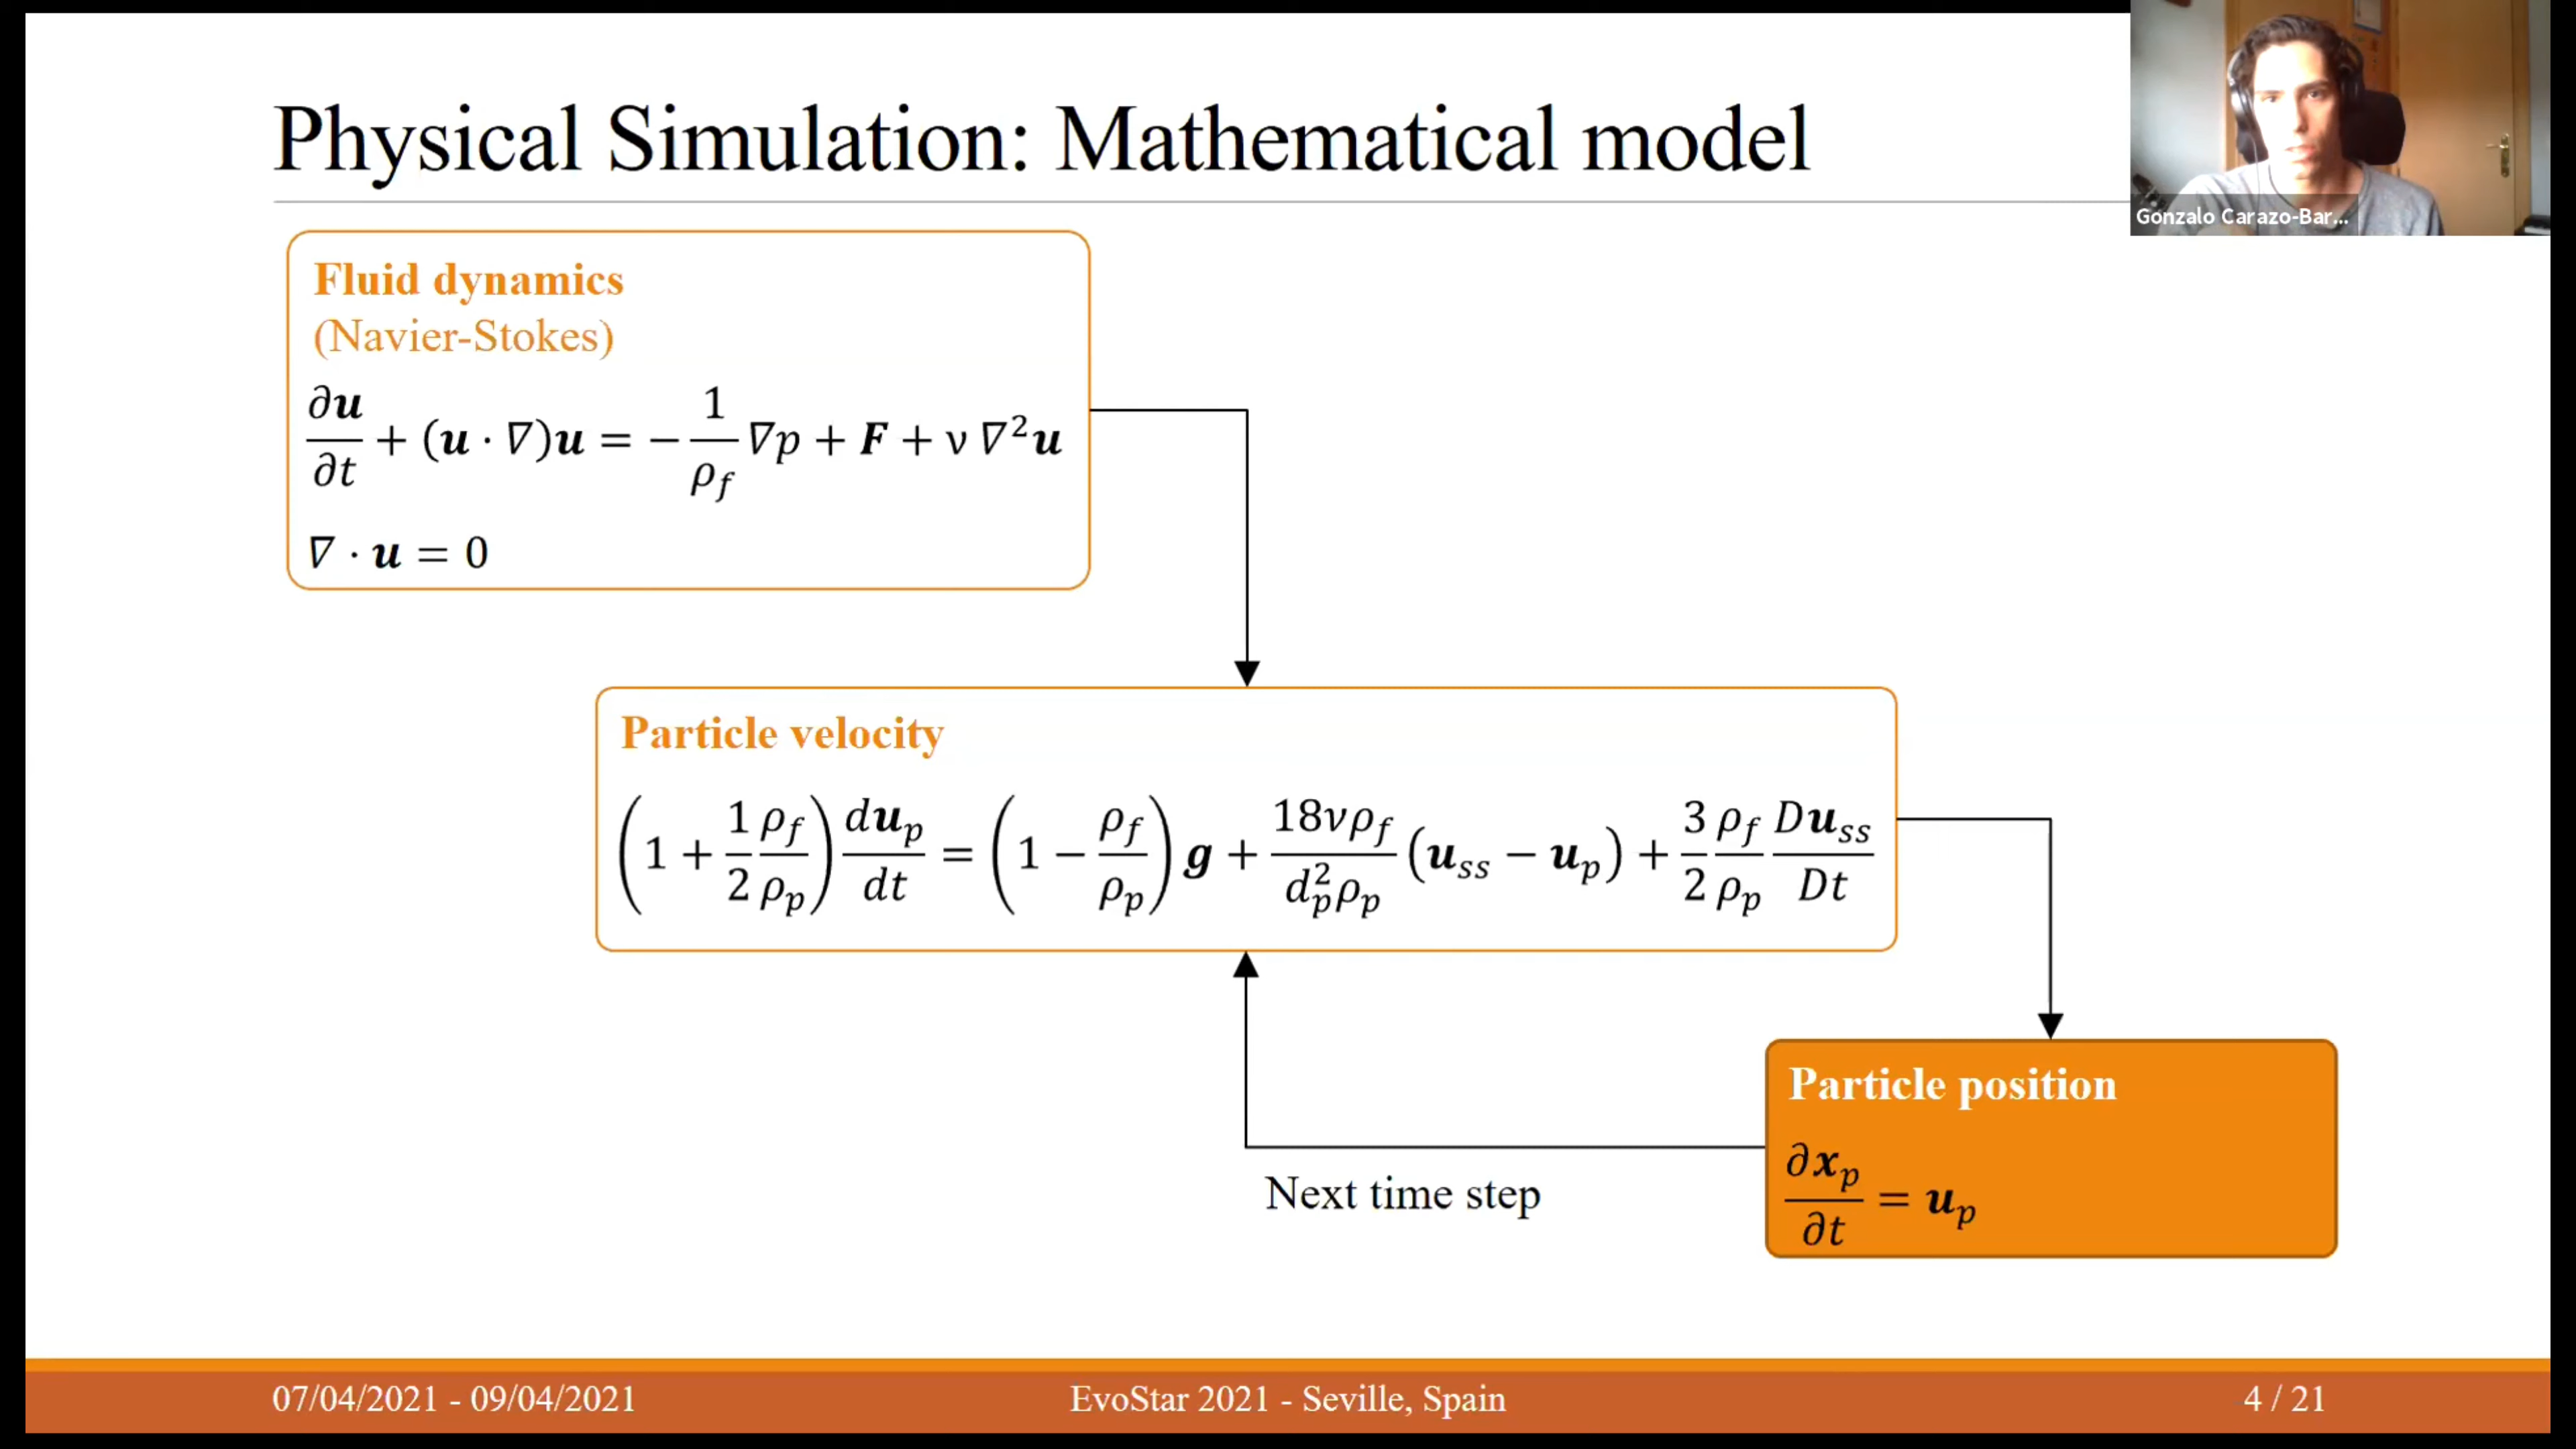 Physical Simulation: Mathematical model
Gonzalo Carazo-Bar...
Fluid dynamics
(Navier-Stokes)
∂𝒖/∂t + (𝒖 · ∇)𝒖 = − 1/ρ_f ∇p + 𝑭 + ν ∇²𝒖
∇ · 𝒖 = 0
Particle velocity
(1 + 1/2 ρ_f/ρ_p) d𝒖_p/dt = (1 − ρ_f/ρ_p) 𝒈 + 18νρ_f/d_p²ρ_p (𝒖_ss − 𝒖_p) + 3/2 ρ_f/ρ_p D𝒖_ss/Dt
Particle position
∂𝒙_p/∂t = 𝒖_p
Next time step
07/04/2021 - 09/04/2021
EvoStar 2021 - Seville, Spain
4 / 21